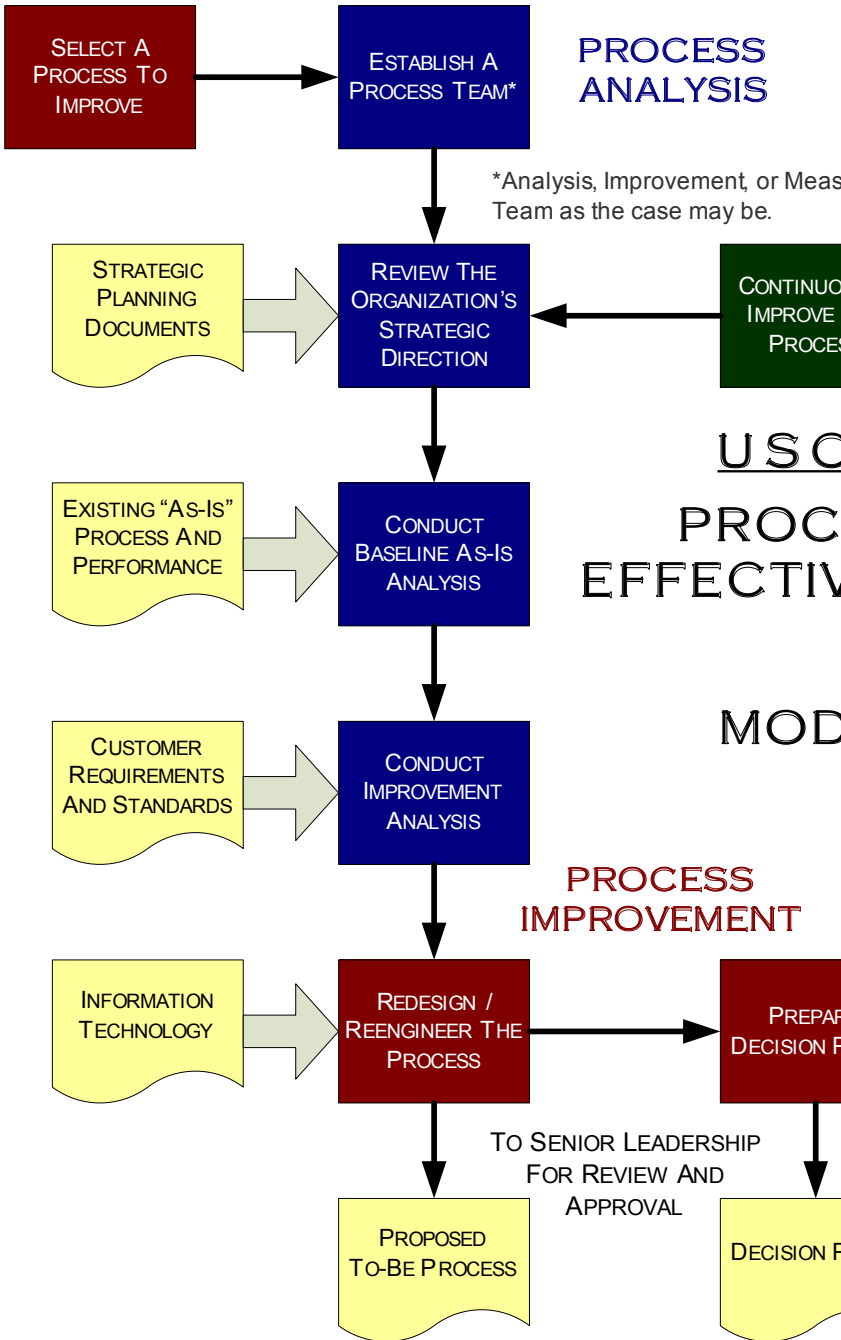 SELECT A
PROCESS TO
IMPROVE
ESTABLISH A
PROCESS TEAM*
PROCESS
ANALYSIS
*Analysis, Improvement, or Meas
Team as the case may be.
STRATEGIC
PLANNING
DOCUMENTS
REVIEW THE
ORGANIZATION'S
STRATEGIC
DIRECTION
CONTINUO
IMPROVE
PROCES
USC
EXISTING “AS-IS”
PROCESS AND
PERFORMANCE
CONDUCT
BASELINE AS-IS
ANALYSIS
PROC
EFFECTIV
CUSTOMER
REQUIREMENTS
AND STANDARDS
CONDUCT
IMPROVEMENT
ANALYSIS
MOD
PROCESS
IMPROVEMENT
INFORMATION
TECHNOLOGY
REDESIGN /
REENGINEER THE
PROCESS
PREPAR
DECISION P
TO SENIOR LEADERSHIP
FOR REVIEW AND
APPROVAL
PROPOSED
TO-BE PROCESS
DECISION P